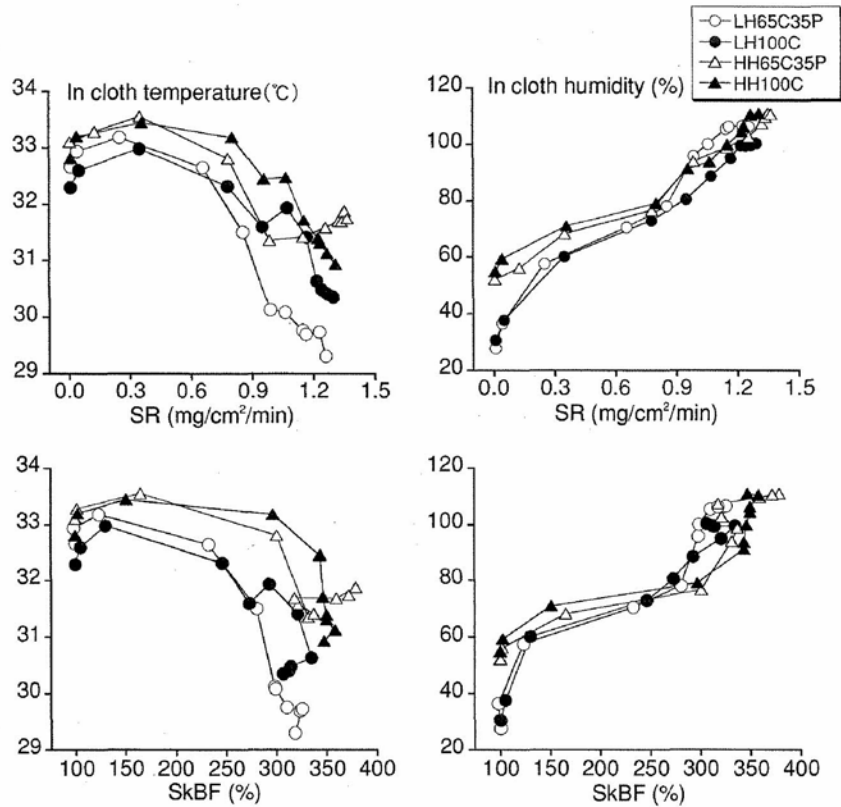 LH65C35P
LH100C
HH65C35P
HH100C
In cloth temperature(℃)
34
33
32
31
30
29
0.0 0.3 0.6 0.9 1.2 1.5
SR (mg/cm²/min)
In cloth humidity (%)
120
100
80
60
40
20
0.0 0.3 0.6 0.9 1.2 1.5
SR (mg/cm²/min)
34
33
32
31
30
29
100 150 200 250 300 350 400
SkBF (%)
120
100
80
60
40
20
100 150 200 250 300 350 400
SkBF (%)